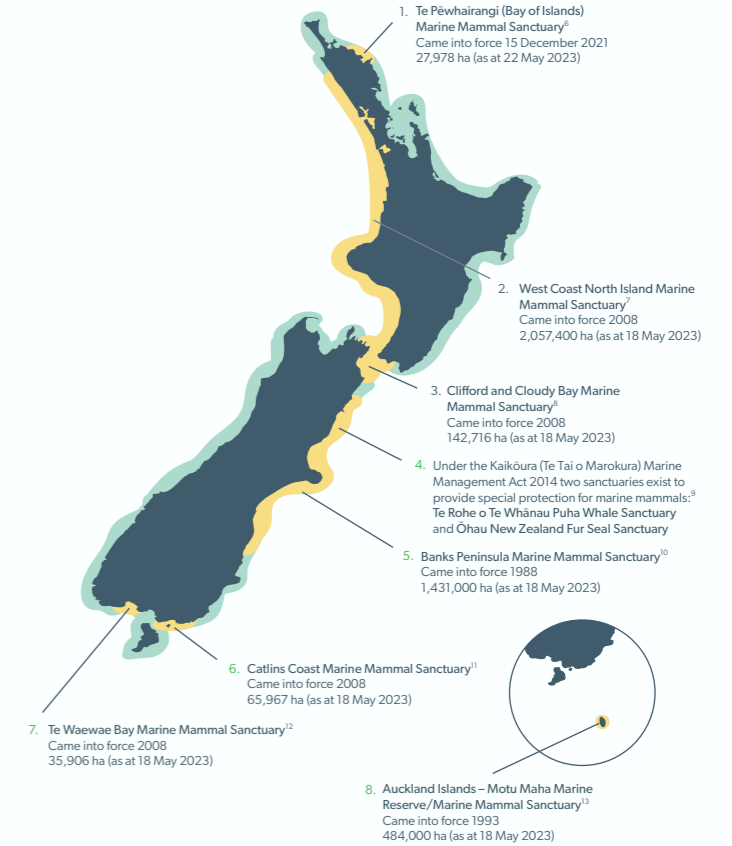 1. Te Pēwhairangi (Bay of Islands)
Marine Mammal Sanctuary⁶
Came into force 15 December 2021
27,978 ha (as at 22 May 2023)
2. West Coast North Island Marine
Mammal Sanctuary⁷
Came into force 2008
2,057,400 ha (as at 18 May 2023)
3. Clifford and Cloudy Bay Marine
Mammal Sanctuary⁸
Came into force 2008
142,716 ha (as at 18 May 2023)
4. Under the Kaikōura (Te Tai o Marokura) Marine
Management Act 2014 two sanctuaries exist to
provide special protection for marine mammals:⁹
Te Rohe o Te Whānau Puha Whale Sanctuary
and Ōhau New Zealand Fur Seal Sanctuary
5. Banks Peninsula Marine Mammal Sanctuary¹⁰
Came into force 1988
1,431,000 ha (as at 18 May 2023)
6. Catlins Coast Marine Mammal Sanctuary¹¹
Came into force 2008
65,967 ha (as at 18 May 2023)
7. Te Waewae Bay Marine Mammal Sanctuary¹²
Came into force 2008
35,906 ha (as at 18 May 2023)
8. Auckland Islands – Motu Maha Marine
Reserve/Marine Mammal Sanctuary¹³
Came into force 1993
484,000 ha (as at 18 May 2023)